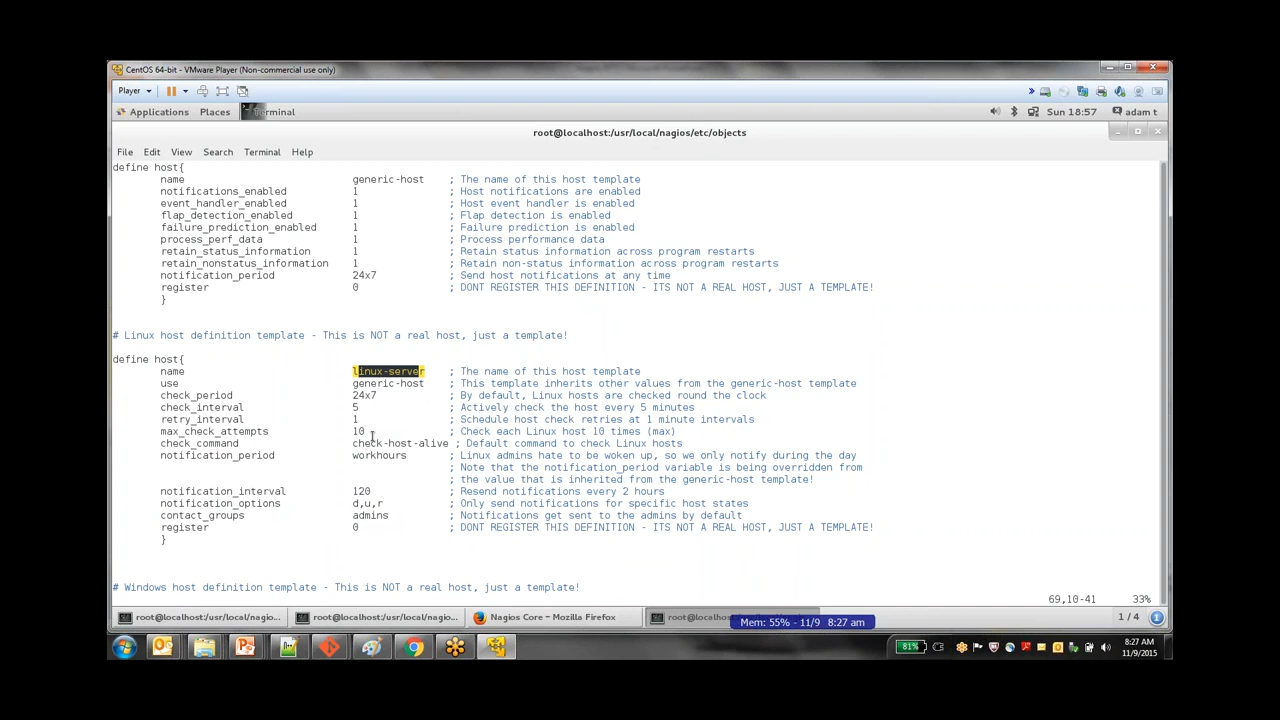 CentOS 64-bit - VMware Player (Non-commercial use only)
Player
Applications Places Terminal Sun 18:57 adam t
root@localhost:/usr/local/nagios/etc/objects
File Edit View Search Terminal Help
define host{
name generic-host ; The name of this host template
notifications_enabled 1 ; Host notifications are enabled
event_handler_enabled 1 ; Host event handler is enabled
flap_detection_enabled 1 ; Flap detection is enabled
failure_prediction_enabled 1 ; Failure prediction is enabled
process_perf_data 1 ; Process performance data
retain_status_information 1 ; Retain status information across program restarts
retain_nonstatus_information 1 ; Retain non-status information across program restarts
notification_period 24x7 ; Send host notifications at any time
register 0 ; DONT REGISTER THIS DEFINITION - ITS NOT A REAL HOST, JUST A TEMPLATE!
}
# Linux host definition template - This is NOT a real host, just a template!
define host{
name linux-server ; The name of this host template
use generic-host ; This template inherits other values from the generic-host template
check_period 24x7 ; By default, Linux hosts are checked round the clock
check_interval 5 ; Actively check the host every 5 minutes
retry_interval 1 ; Schedule host check retries at 1 minute intervals
max_check_attempts 10 ; Check each Linux host 10 times (max)
check_command check-host-alive ; Default command to check Linux hosts
notification_period workhours ; Linux admins hate to be woken up, so we only notify during the day
; Note that the notification_period variable is being overridden from
; the value that is inherited from the generic-host template!
notification_interval 120 ; Resend notifications every 2 hours
notification_options d,u,r ; Only send notifications for specific host states
contact_groups admins ; Notifications get sent to the admins by default
register 0 ; DONT REGISTER THIS DEFINITION - ITS NOT A REAL HOST, JUST A TEMPLATE!
}
# Windows host definition template - This is NOT a real host, just a template!
69,10-41 33%
root@localhost:/usr/local/nagio... root@localhost:/usr/local/nagio... Nagios Core - Mozilla Firefox root@localho 1 / 4
Mem: 55% - 11/9 8:27 am
81% 8:27 AM
11/9/2015